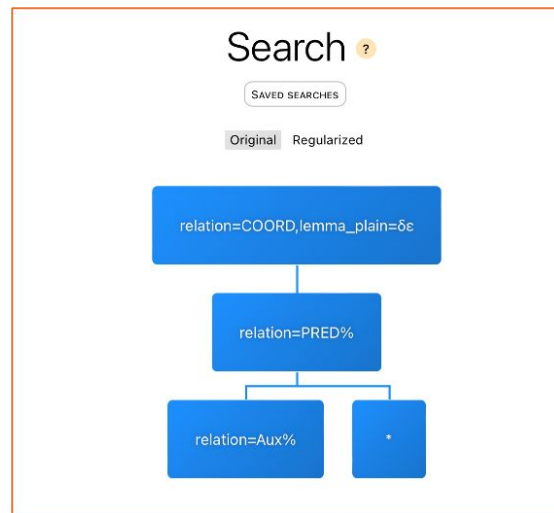 Search ?
SAVED SEARCHES
Original Regularized
relation=COORD,lemma_plain=δε
relation=PRED%
relation=Aux% *